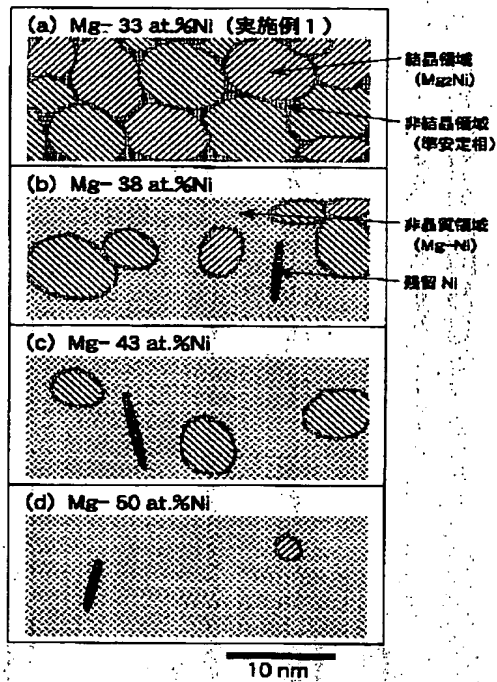 (a) Mg- 33 at.%Ni (実施例1)
結晶領域
(Mg₂Ni)
非結晶領域
(準安定相)
(b) Mg- 38 at.%Ni
非晶質領域
(Mg-Ni)
残留 Ni
(c) Mg- 43 at.%Ni
(d) Mg- 50 at.%Ni
10 nm